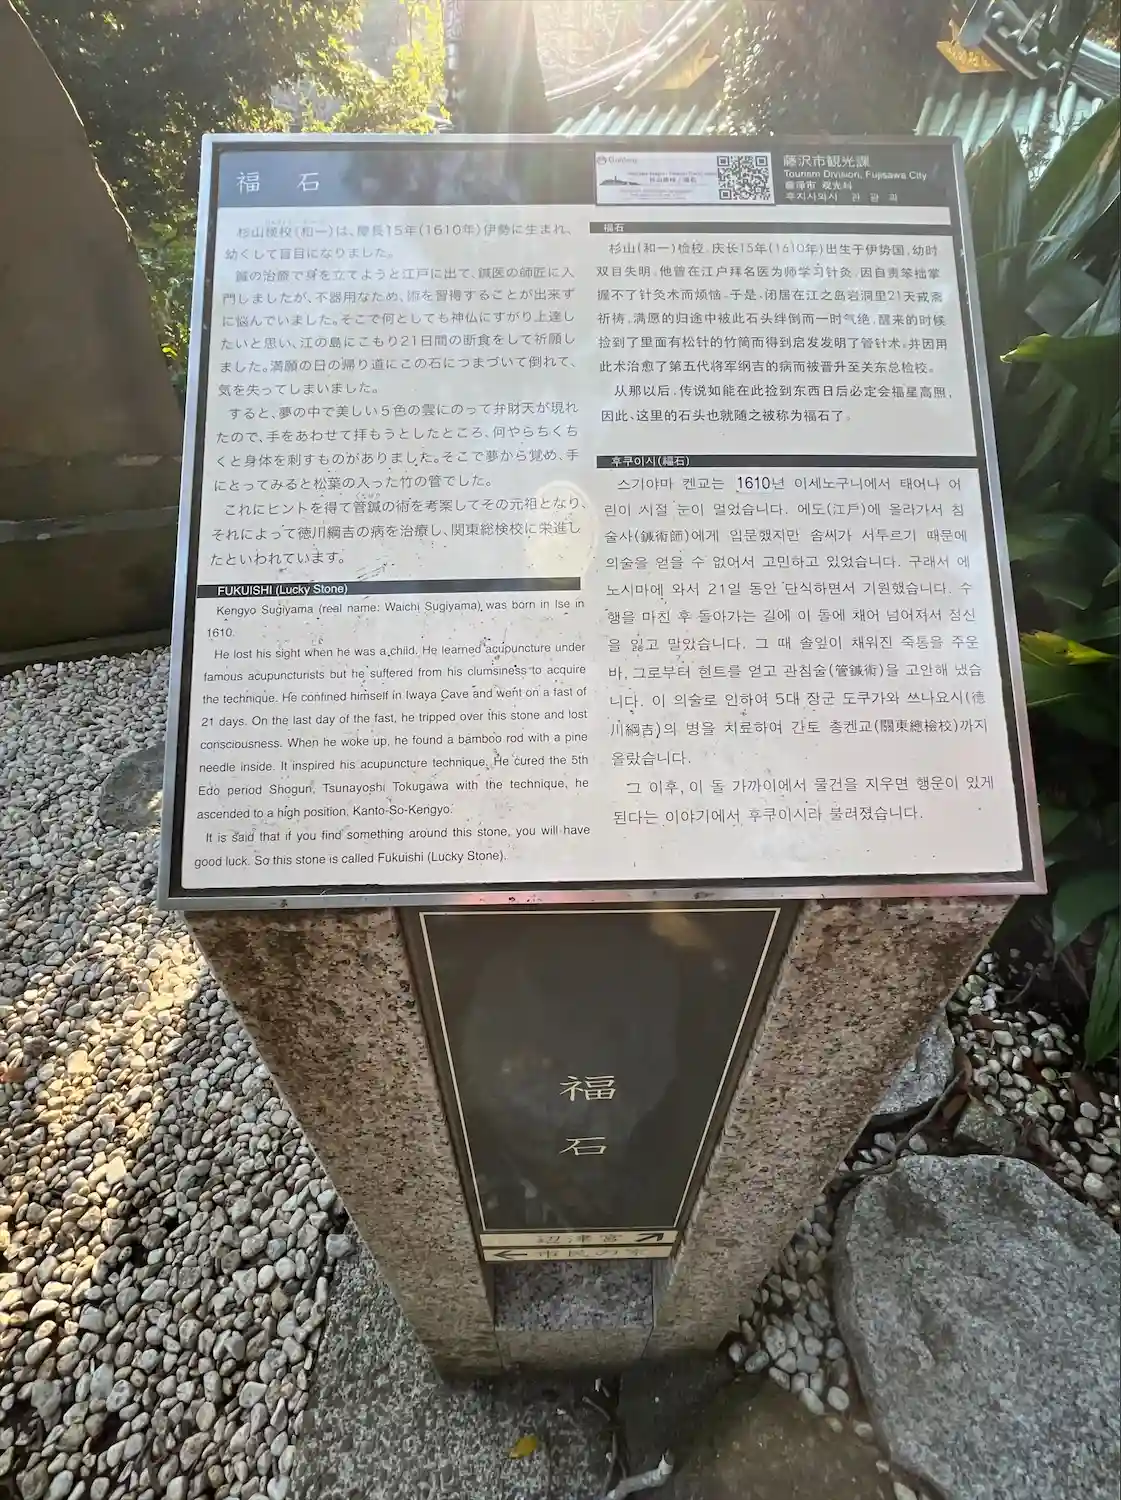 福石
藤沢市観光課
Tourism Division, Fujisawa City
藤泽市 观光科
후지사와시 관광과
杉山検校(和一)は、慶長15年(1610年)伊勢に生まれ、
幼くして盲目になりました。
鍼の治療で身を立てようと江戸に出て、鍼医の師匠に入
門しましたが、不器用なため、術を習得することが出来ず
に悩んでいました。そこで何としても神仏にすがり上達し
たいと思い、江の島にこもり21日間の断食をして祈願し
ました。満願の日の帰り道にこの石につまづいて倒れて、
気を失ってしまいました。
すると、夢の中で美しい5色の雲にのって弁財天が現れ
たので、手をあわせて拝もうとしたところ、何やらちくち
くと身体を刺すものがありました。そこで夢から覚め、手
にとってみると松葉の入った竹の管でした。
これにヒントを得て管鍼の術を考案してその元祖となり、
それによって徳川綱吉の病を治療し、関東総検校に栄進し
たといわれています。
FUKUISHI (Lucky Stone)
Kengyo Sugiyama (real name: Waichi Sugiyama) was born in Ise in
1610.
He lost his sight when he was a child. He learned acupuncture under
famous acupuncturists but he suffered from his clumsiness to acquire
the technique. He confined himself in Iwaya Cave and went on a fast of
21 days. On the last day of the fast, he tripped over this stone and lost
consciousness. When he woke up, he found a bamboo rod with a pine
needle inside. It inspired his acupuncture technique. He cured the 5th
Edo period Shogun, Tsunayoshi Tokugawa with the technique, he
ascended to a high position, Kanto-So-Kengyo.
It is said that if you find something around this stone, you will have
good luck. So this stone is called Fukuishi (Lucky Stone).
福石
杉山(和一)检校,庆长15年(1610年)出生于伊势国,幼时
双目失明。他曾在江户拜名医为师学习针灸,因自责笨拙掌
握不了针灸术而烦恼。于是,闭居在江之岛岩洞里21天戒斋
祈祷,满愿的归途中被此石头绊倒而一时气绝,醒来的时候
捡到了里面有松针的竹筒而得到启发发明了管针术,并因用
此术治愈了第五代将军纲吉的病而被晋升至关东总检校。
从那以后,传说如能在此捡到东西日后必定会福星高照,
因此、这里的石头也就随之被称为福石了。
후쿠이시(福石)
스기야마 켄교는 1610년 이세노구니에서 태어나 어
린이 시절 눈이 멀었습니다. 에도(江戶)에 올라가서 침
술사(鍼術師)에게 입문했지만 솜씨가 서투르기 때문에
의술을 얻을 수 없어서 고민하고 있었습니다. 구래서 에
노시마에 와서 21일 동안 단식하면서 기원했습니다. 수
행을 마친 후 돌아가는 길에 이 돌에 채어 넘어져서 정신
을 잃고 말았습니다. 그 때 솔잎이 채워진 죽통을 주운
바, 그로부터 힌트를 얻고 관침술(管鍼術)을 고안해 냈습
니다. 이 의술로 인하여 5대 장군 도쿠가와 쓰나요시(德
川綱吉)의 병을 치료하여 간토 총켄교(關東總檢校)까지
올랐습니다.
그 이후, 이 돌 가까이에서 물건을 지우면 행운이 있게
된다는 이야기에서 후쿠이시라 불려졌습니다.
福
石
辺津宮
市民の家